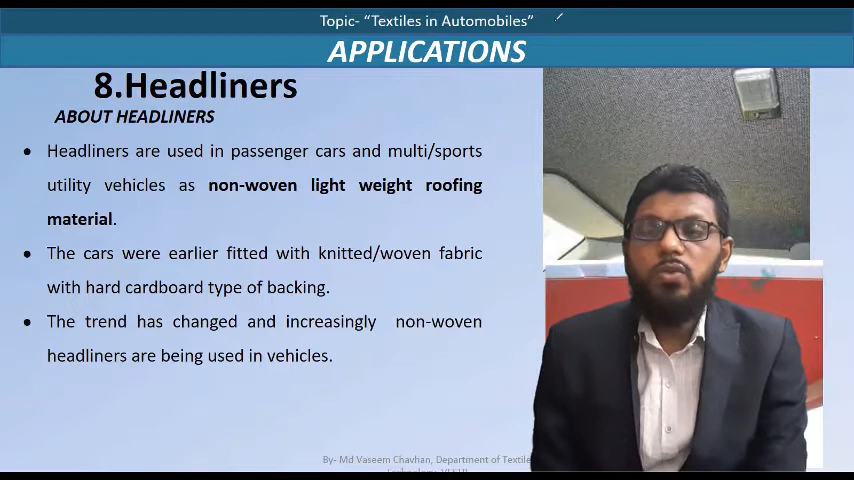 Topic- “Textiles in Automobiles”
APPLICATIONS
8.Headliners
ABOUT HEADLINERS
• Headliners are used in passenger cars and multi/sports
utility vehicles as non-woven light weight roofing
material.
• The cars were earlier fitted with knitted/woven fabric
with hard cardboard type of backing.
• The trend has changed and increasingly non-woven
headliners are being used in vehicles.
By- Md Vaseem Chavhan, Department of Textile